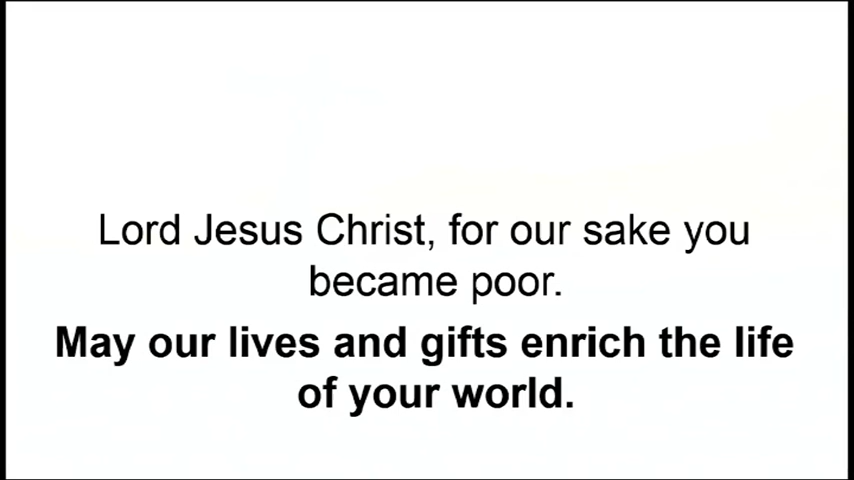 Lord Jesus Christ, for our sake you
became poor.
May our lives and gifts enrich the life
of your world.